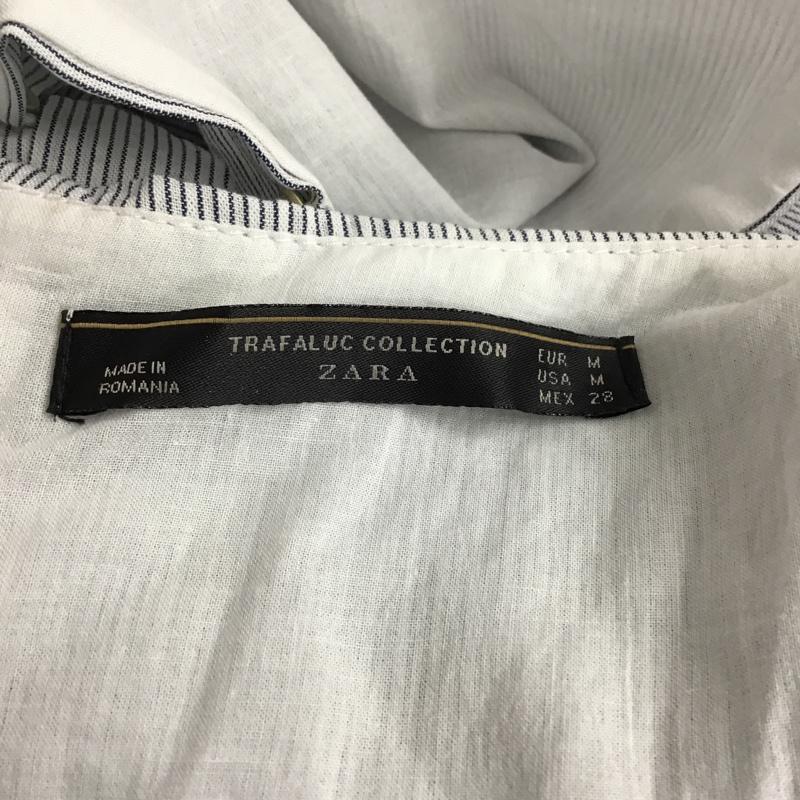 MADE IN
ROMANIA
TRAFALUC COLLECTION
ZARA
EUR M
USA M
MEX 28